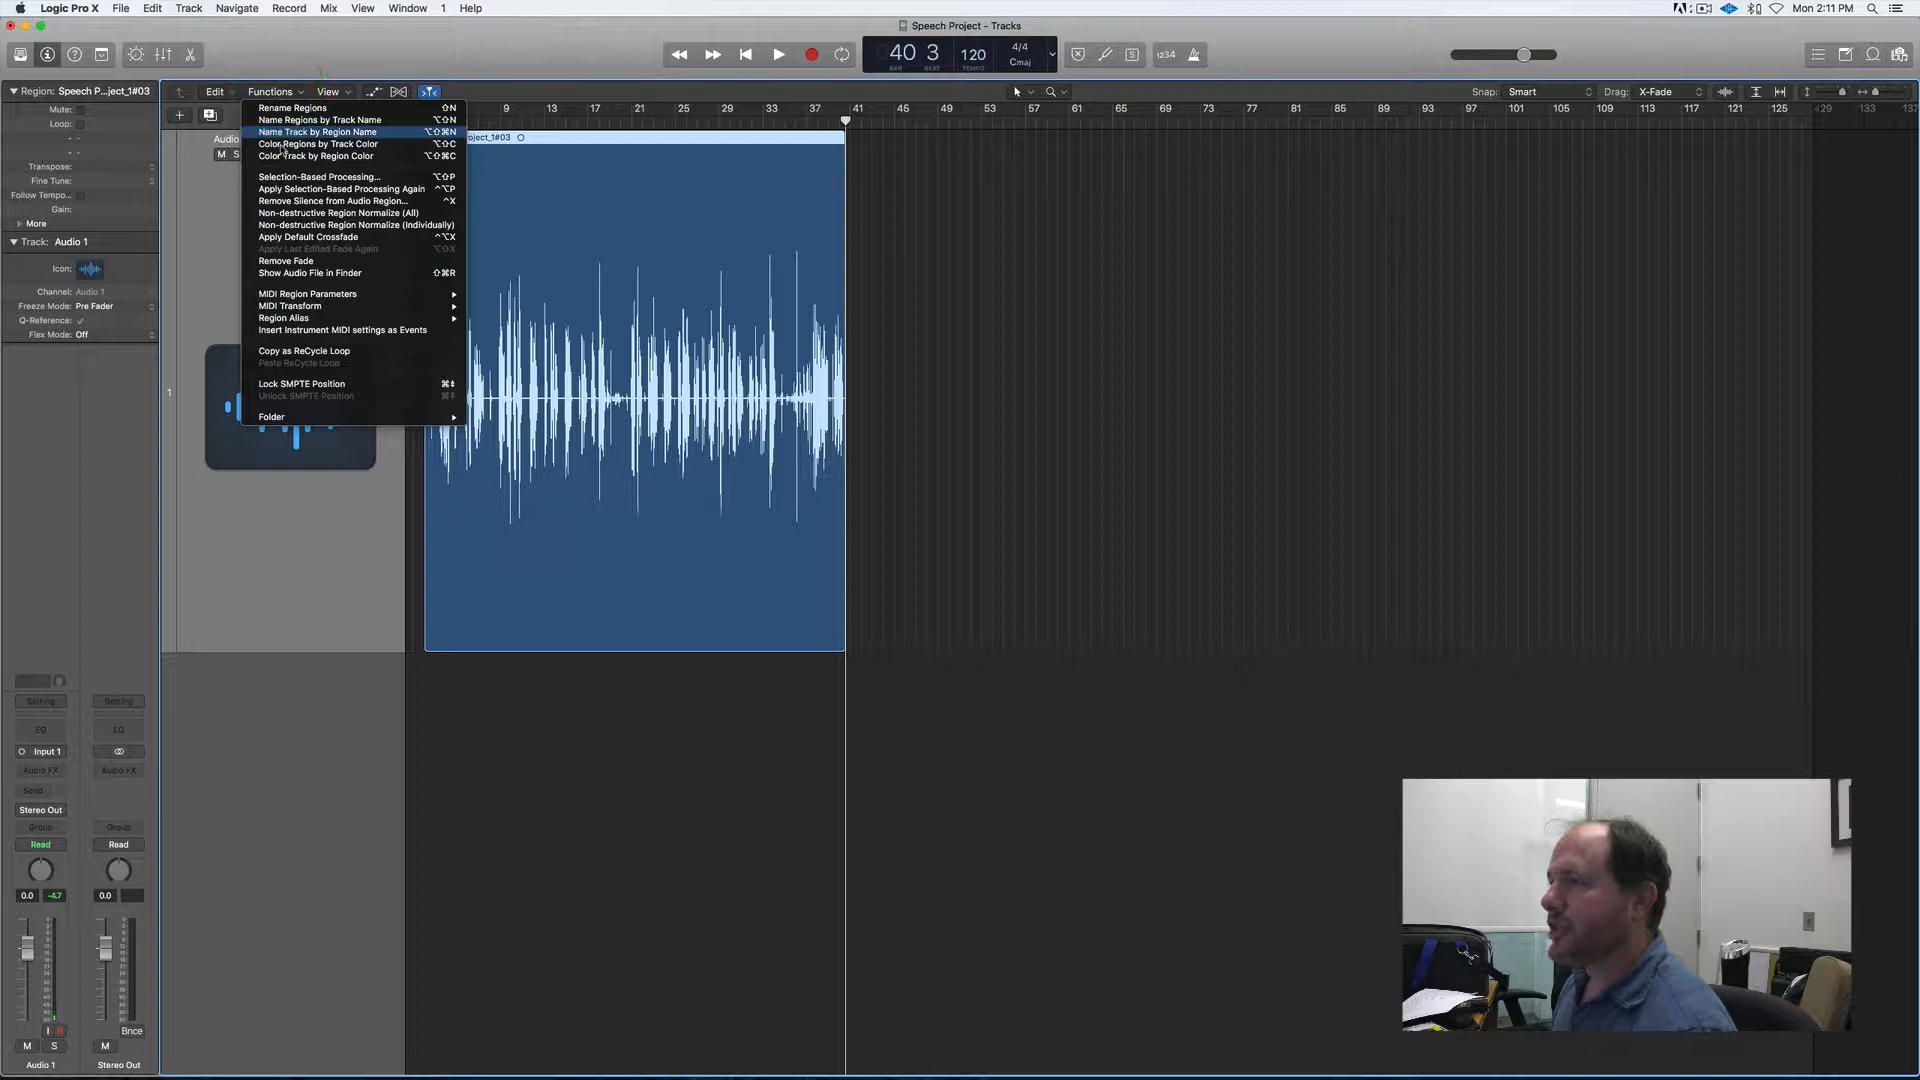 Logic Pro X File Edit Track Navigate Record Mix View Window 1 Help Mon 2:11 PM
Speech Project - Tracks
40 3 120 4/4
BAR BEAT TEMPO Cmaj
1234
Region: Speech P...ject_1#03
Mute:
Loop:
Transpose:
Fine Tune:
Follow Tempo...
Gain:
More
Track: Audio 1
Icon:
Channel: Audio 1
Freeze Mode: Pre Fader
Q-Reference: ✓
Flex Mode: Off
Edit Functions View Snap: Smart Drag: X-Fade
9 13 17 21 25 29 33 37 41 45 49 53 57 61 65 69 73 77 81 85 89 93 97 101 105 109 113 117 121 125 129 133 137
Audio
M S
oject_1#03
1
Rename Regions ⇧N
Name Regions by Track Name ⌥⇧N
Name Track by Region Name ⌥⇧⌘N
Color Regions by Track Color ⌥⇧C
Color Track by Region Color ⌥⇧⌘C
Selection-Based Processing... ⌥⇧P
Apply Selection-Based Processing Again ^⌥P
Remove Silence from Audio Region... ^X
Non-destructive Region Normalize (All)
Non-destructive Region Normalize (Individually)
Apply Default Crossfade ^⌥X
Apply Last Edited Fade Again ⌥⇧X
Remove Fade
Show Audio File in Finder ⇧⌘R
MIDI Region Parameters
MIDI Transform
Region Alias
Insert Instrument MIDI settings as Events
Copy as ReCycle Loop
Paste ReCycle Loop
Lock SMPTE Position
Unlock SMPTE Position
Folder
Setting Setting
EQ EQ
Input 1
Audio FX Audio FX
Send
Stereo Out
Group Group
Read Read
0.0 -4.7 0.0
I R Bnce
M S M
Audio 1 Stereo Out